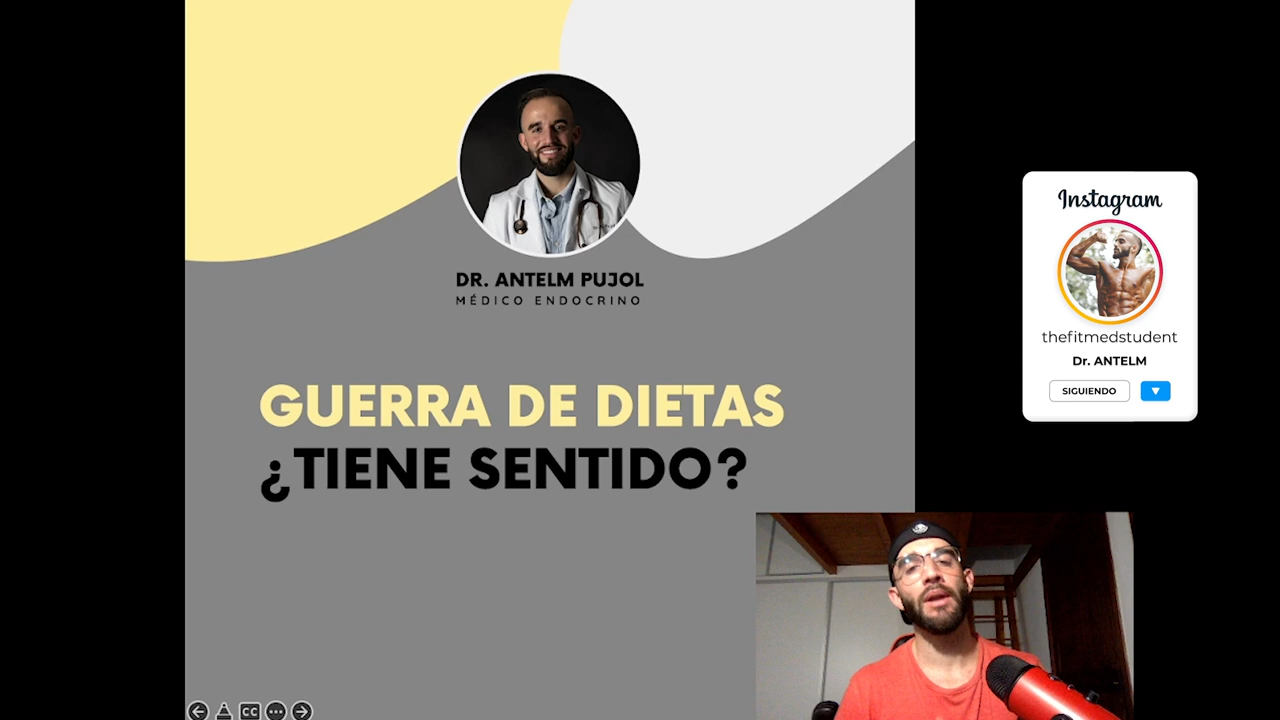 DR. ANTELM PUJOL
MÉDICO ENDOCRINO
GUERRA DE DIETAS
¿TIENE SENTIDO?
CC
Instagram
thefitmedstudent
Dr. ANTELM
SIGUIENDO